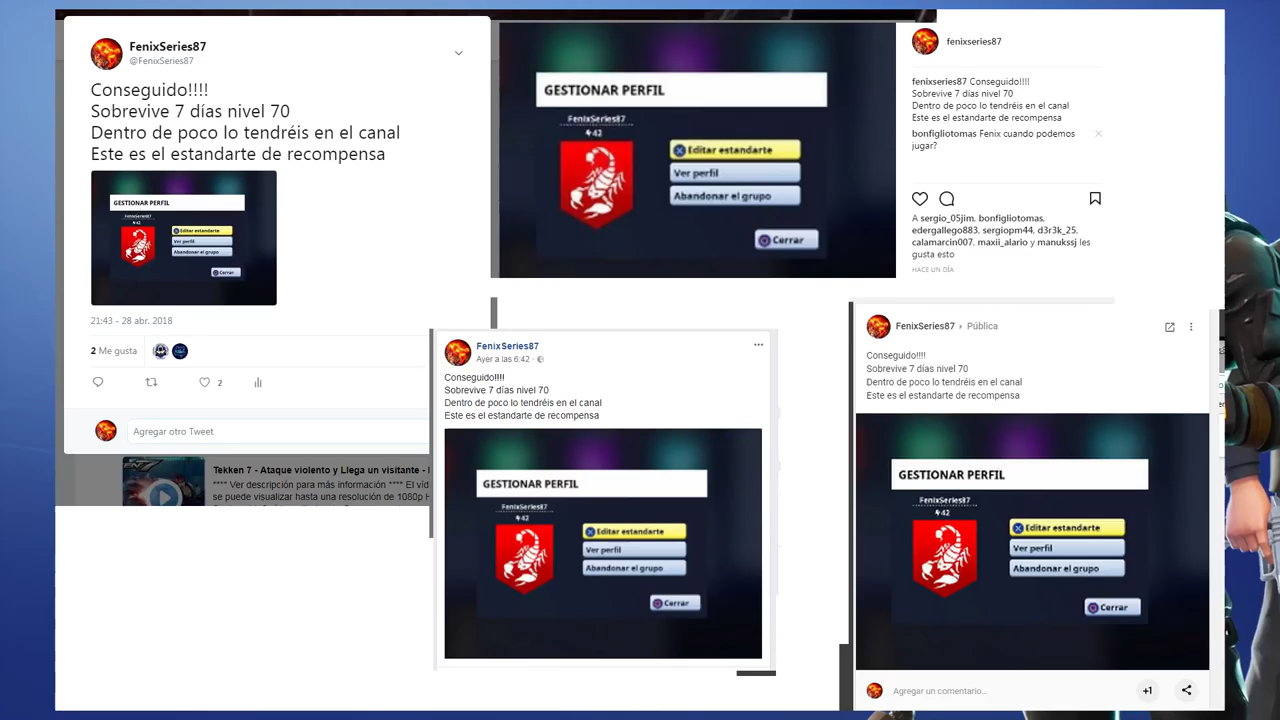 FenixSeries87
@FenixSeries87
Conseguido!!!!
Sobrevive 7 días nivel 70
Dentro de poco lo tendréis en el canal
Este es el estandarte de recompensa
GESTIONAR PERFIL
FenixSeries87
42
Editar estandarte
Ver perfil
Abandonar el grupo
Cerrar
21:43 - 28 abr. 2018
2 Me gusta
2
Agregar otro Tweet
Tekken 7 - Ataque violento y Llega un visitante -
**** Ver descripción para más información **** El
se puede visualizar hasta una resolución de 1080p
GESTIONAR PERFIL
FenixSeries87
42
Editar estandarte
Ver perfil
Abandonar el grupo
Cerrar
fenixseries87
fenixseries87 Conseguido!!!!
Sobrevive 7 días nivel 70
Dentro de poco lo tendréis en el canal
Este es el estandarte de recompensa
bonfigliotomas Fenix cuando podemos
jugar?
A sergio_05jim, bonfigliotomas,
edergallego883, sergiopm44, d3r3k_25,
calamarcin007, maxii_alario y manukssj les
gusta esto
HACE UN DÍA
FenixSeries87
Ayer a las 6:42
Conseguido!!!!
Sobrevive 7 días nivel 70
Dentro de poco lo tendréis en el canal
Este es el estandarte de recompensa
GESTIONAR PERFIL
FenixSeries87
42
Editar estandarte
Ver perfil
Abandonar el grupo
Cerrar
FenixSeries87 › Pública
Conseguido!!!!
Sobrevive 7 días nivel 70
Dentro de poco lo tendréis en el canal
Este es el estandarte de recompensa
GESTIONAR PERFIL
FenixSeries87
42
Editar estandarte
Ver perfil
Abandonar el grupo
Cerrar
Agregar un comentario...
+1